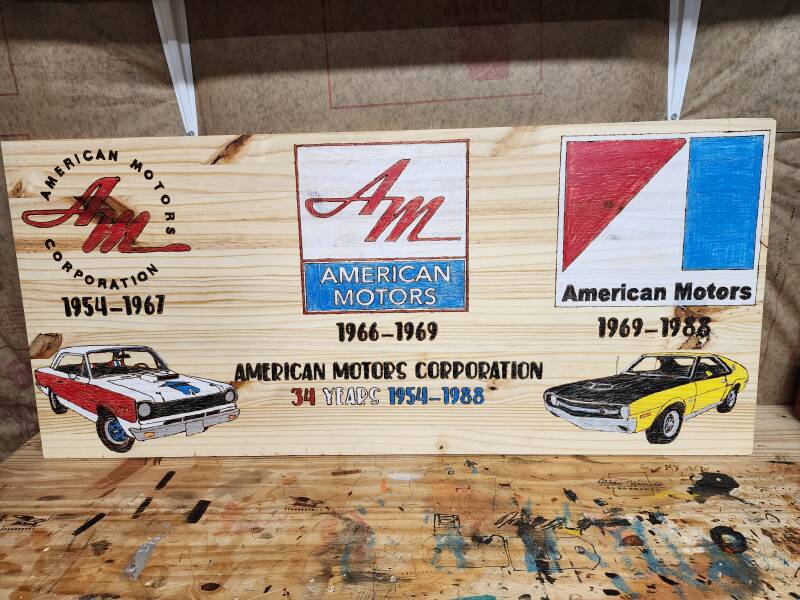 AMERICAN MOTORS
AM
CORPORATION
1954-1967
AM
AMERICAN
MOTORS
1966-1969
American Motors
1969-1988
AMERICAN MOTORS CORPORATION
34 YEARS 1954-1988